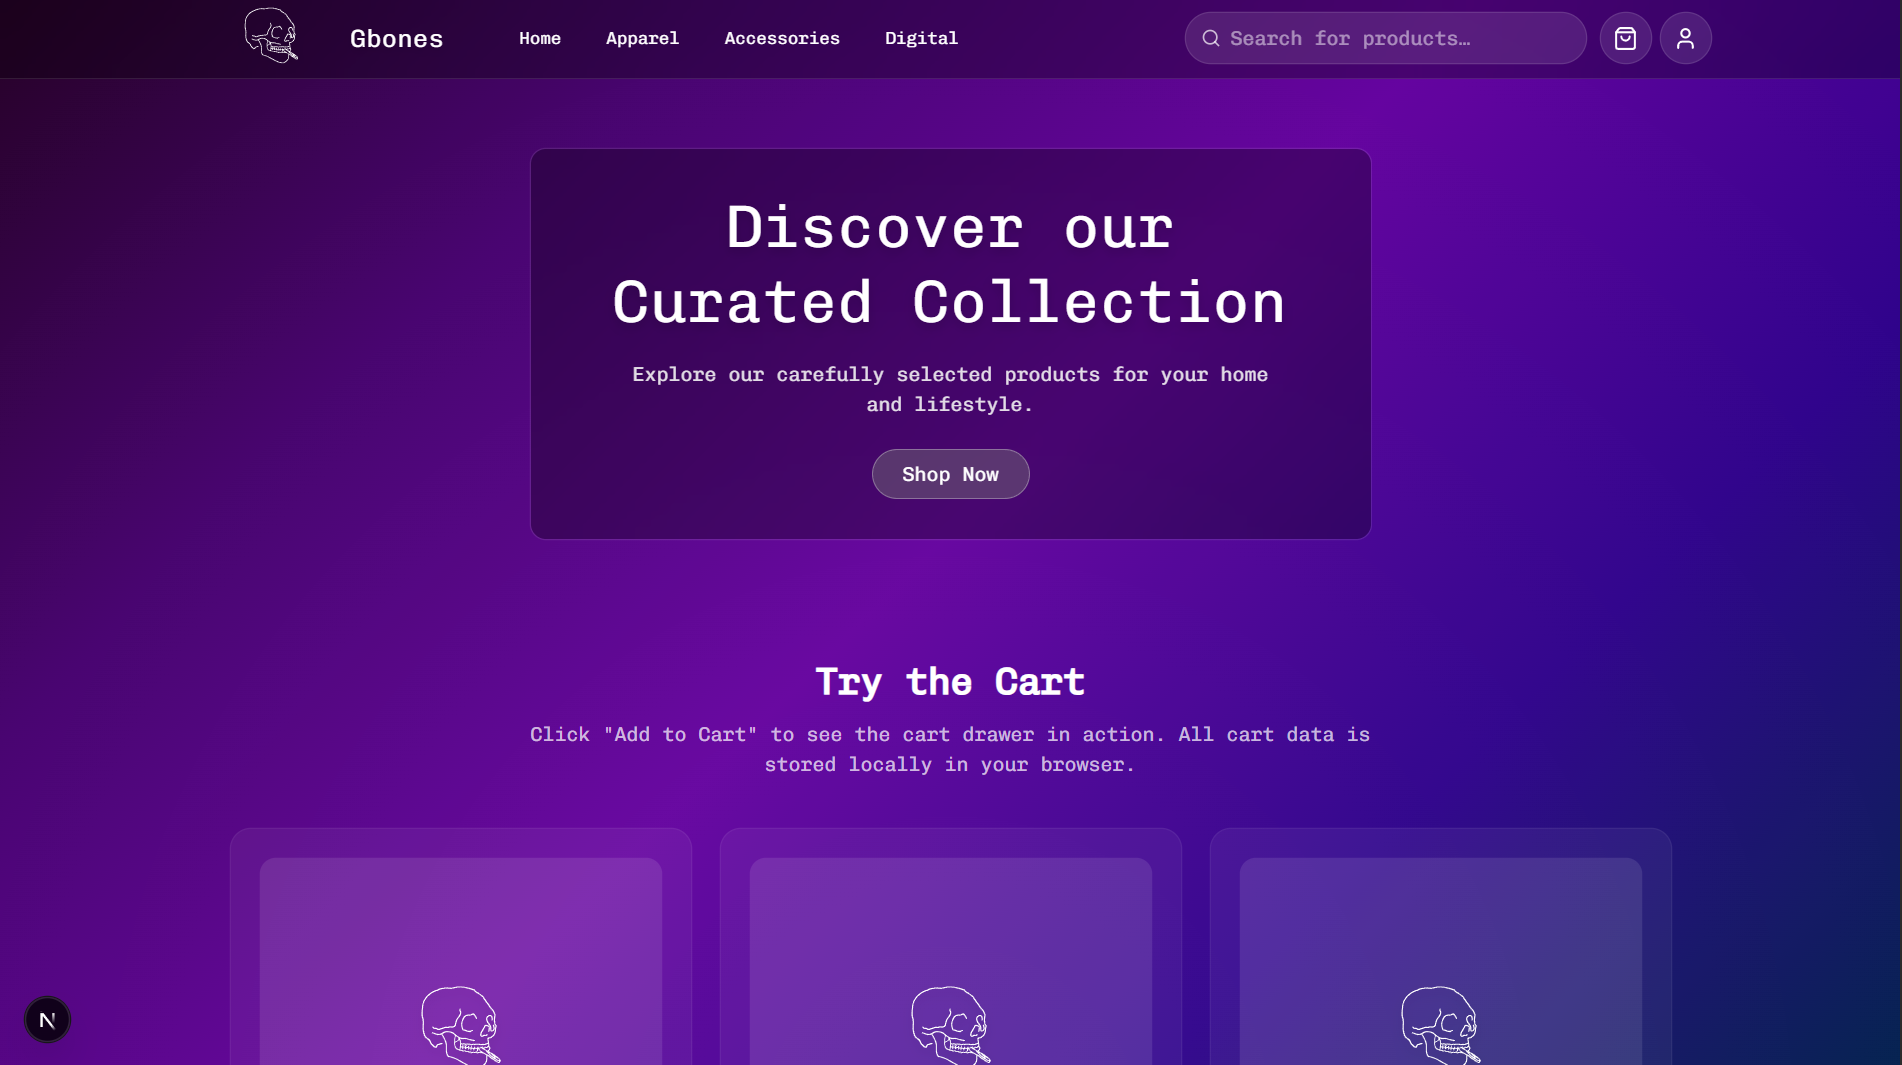 Gbones
Home
Apparel
Accessories
Digital
Search for products…
Discover our
Curated Collection
Explore our carefully selected products for your home
and lifestyle.
Shop Now
Try the Cart
Click "Add to Cart" to see the cart drawer in action. All cart data is
stored locally in your browser.
N